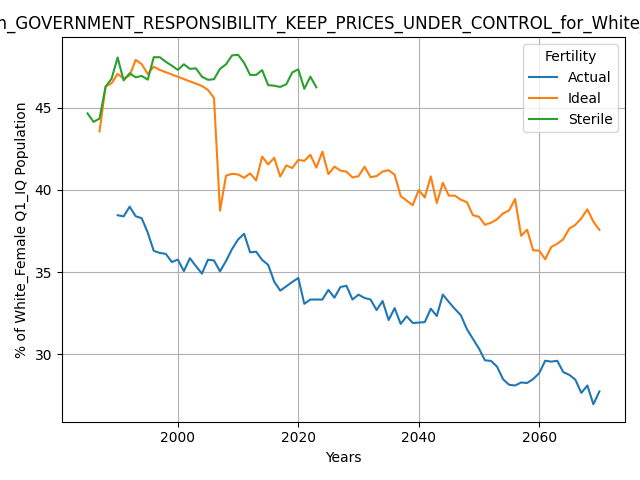 n_GOVERNMENT_RESPONSIBILITY_KEEP_PRICES_UNDER_CONTROL_for_White
Fertility
Actual
Ideal
Sterile
% of White_Female Q1_IQ Population
45
40
35
30
2000 2020 2040 2060
Years